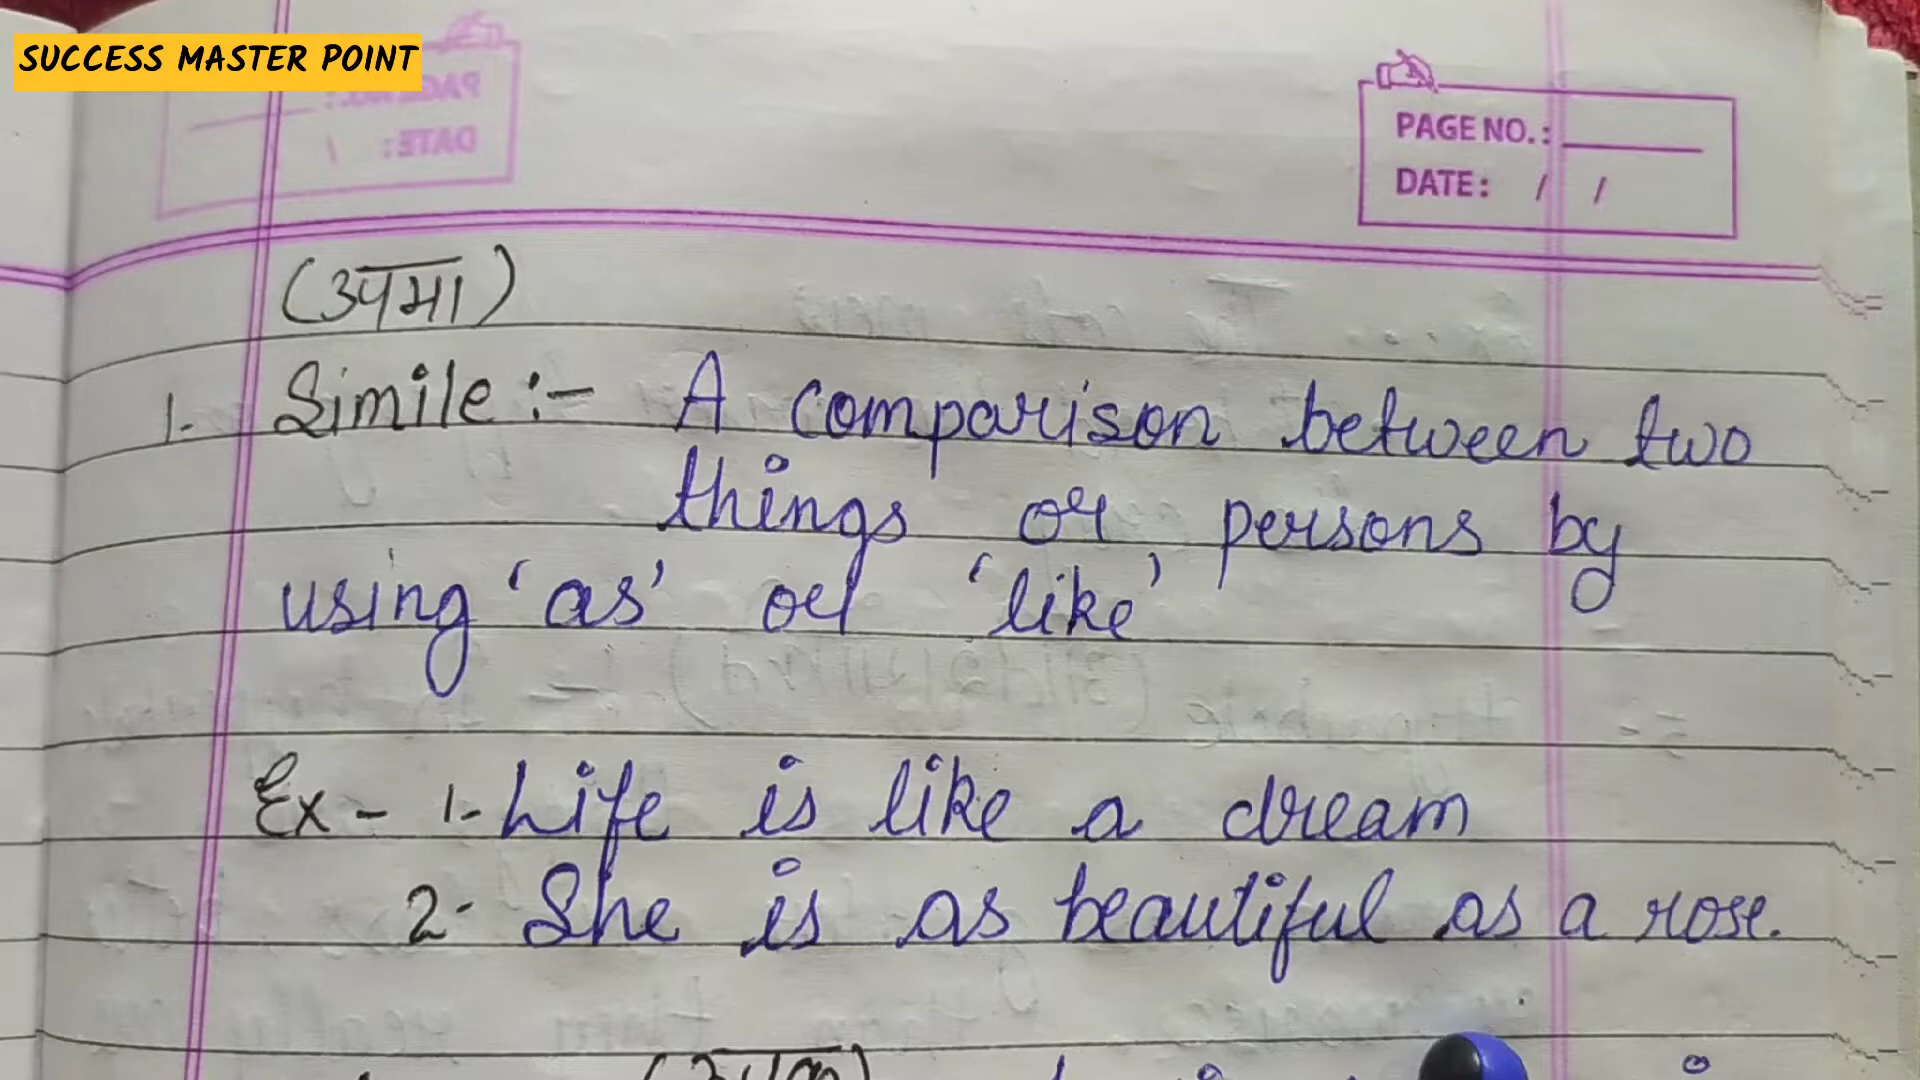 SUCCESS MASTER POINT
PAGE NO.:
DATE: / /
(उपमा)
1. Simile :- A comparison between two
things or persons by
using 'as' or 'like'
Ex - 1. Life is like a dream
2. She is as beautiful as a rose.